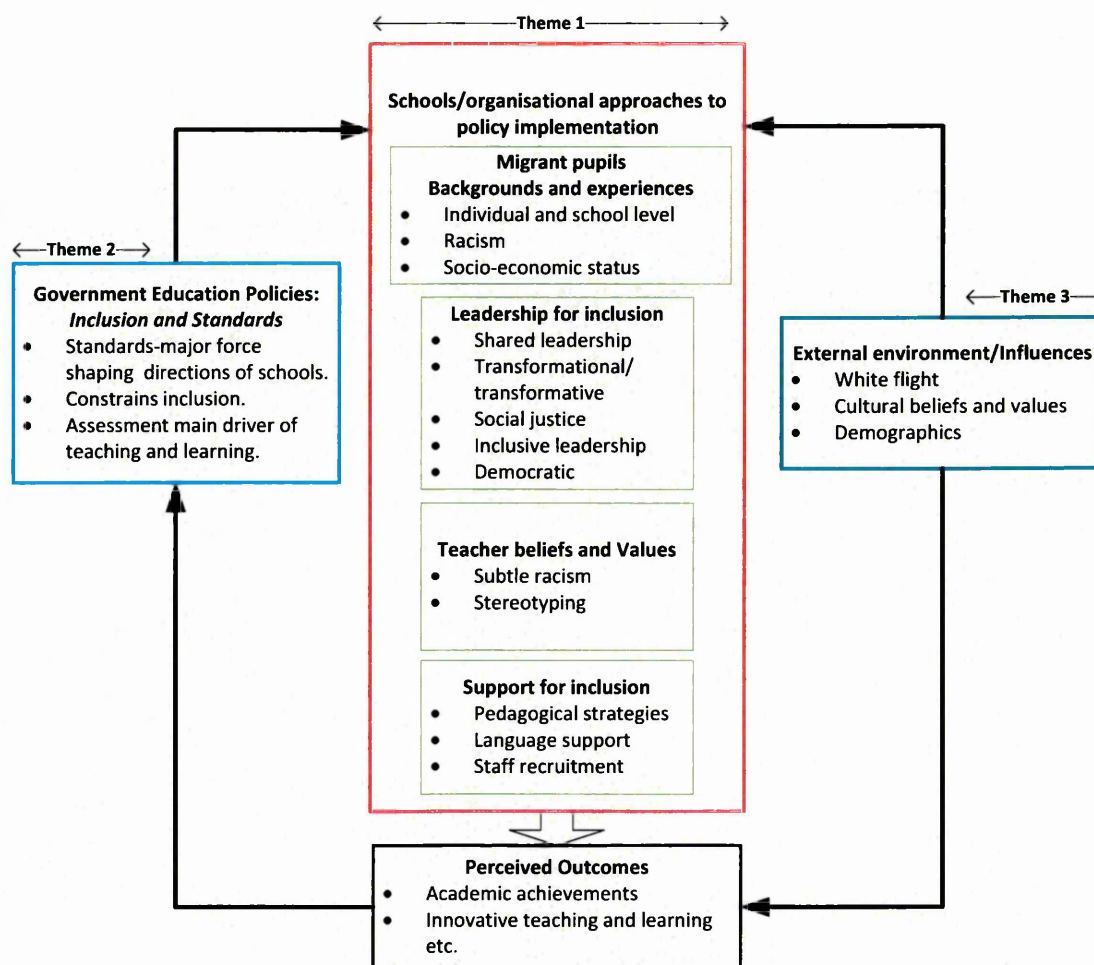 Theme 1
Schools/organisational approaches to
policy implementation
Migrant pupils
Backgrounds and experiences
• Individual and school level
• Racism
• Socio-economic status
Leadership for inclusion
• Shared leadership
• Transformational/
transformative
• Social justice
• Inclusive leadership
• Democratic
Teacher beliefs and Values
• Subtle racism
• Stereotyping
Support for inclusion
• Pedagogical strategies
• Language support
• Staff recruitment
Theme 2
Government Education Policies:
Inclusion and Standards
• Standards-major force
shaping directions of schools.
• Constrains inclusion.
• Assessment main driver of
teaching and learning.
Theme 3
External environment/Influences
• White flight
• Cultural beliefs and values
• Demographics
Perceived Outcomes
• Academic achievements
• Innovative teaching and learning
etc.